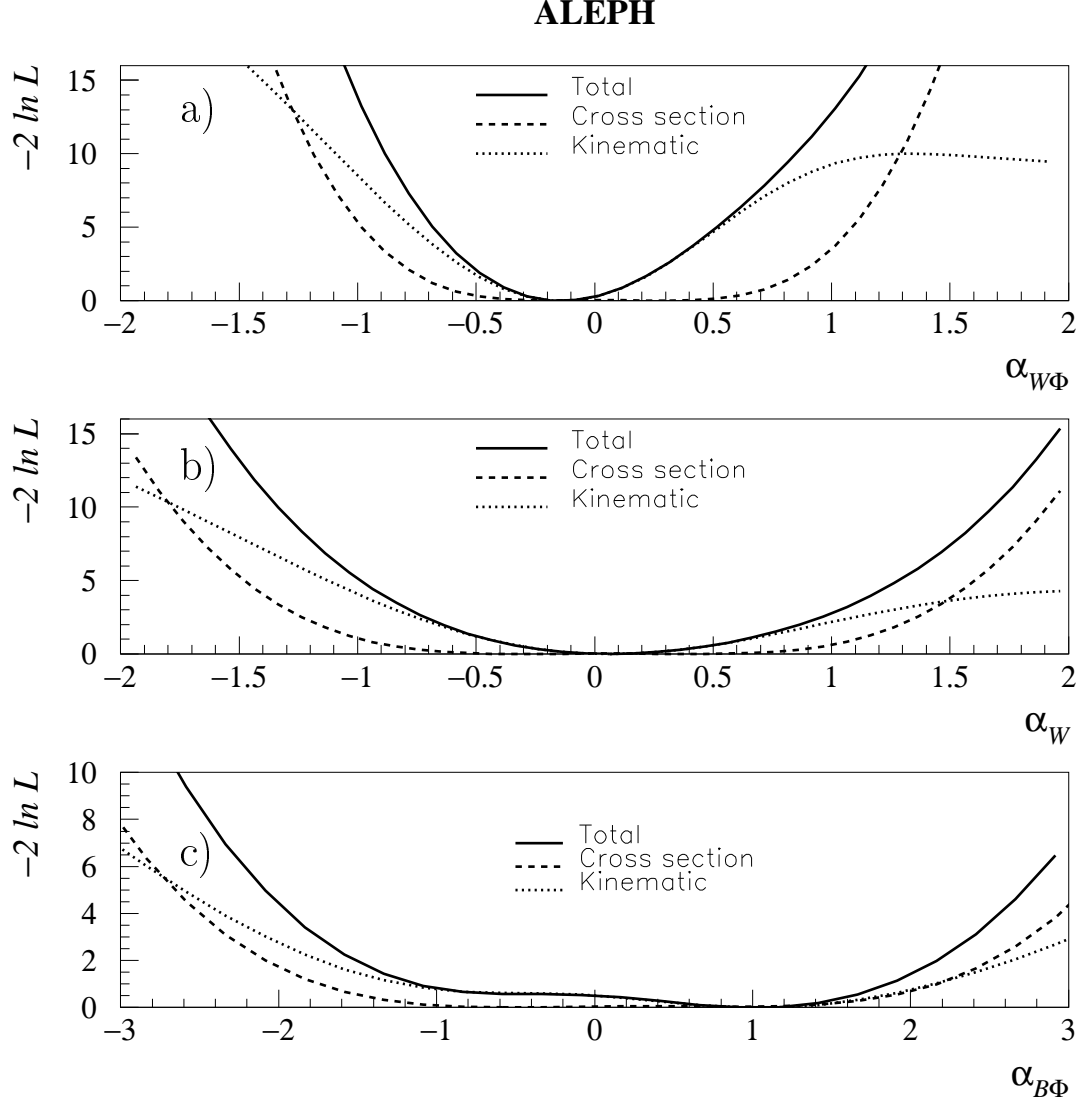 ALEPH
−2 ln L
15
10
5
0
a)
Total
Cross section
Kinematic
−2 −1.5 −1 −0.5 0 0.5 1 1.5 2
α_WΦ
−2 ln L
15
10
5
0
b)
Total
Cross section
Kinematic
−2 −1.5 −1 −0.5 0 0.5 1 1.5 2
α_W
−2 ln L
10
8
6
4
2
0
c)
Total
Cross section
Kinematic
−3 −2 −1 0 1 2 3
α_BΦ